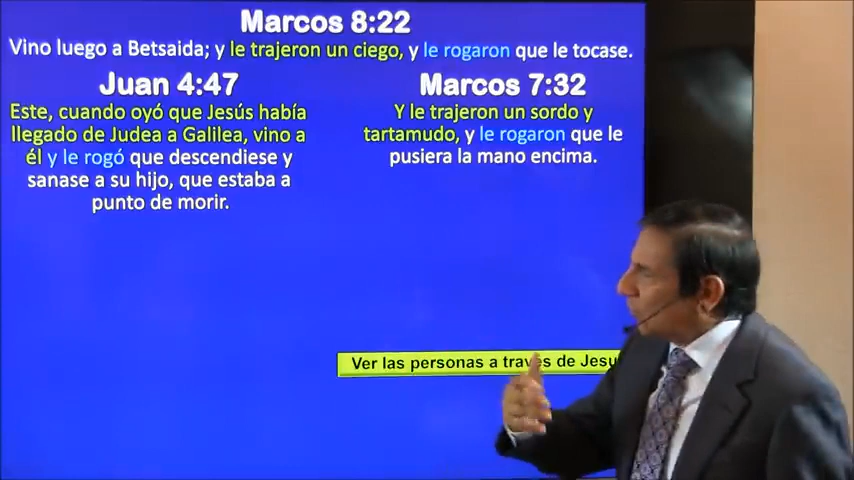 Marcos 8:22
Vino luego a Betsaida; y le trajeron un ciego, y le rogaron que le tocase.
Juan 4:47
Este, cuando oyó que Jesús había
llegado de Judea a Galilea, vino a
él y le rogó que descendiese y
sanase a su hijo, que estaba a
punto de morir.
Marcos 7:32
Y le trajeron un sordo y
tartamudo, y le rogaron que le
pusiera la mano encima.
Ver las personas a través de Jesu